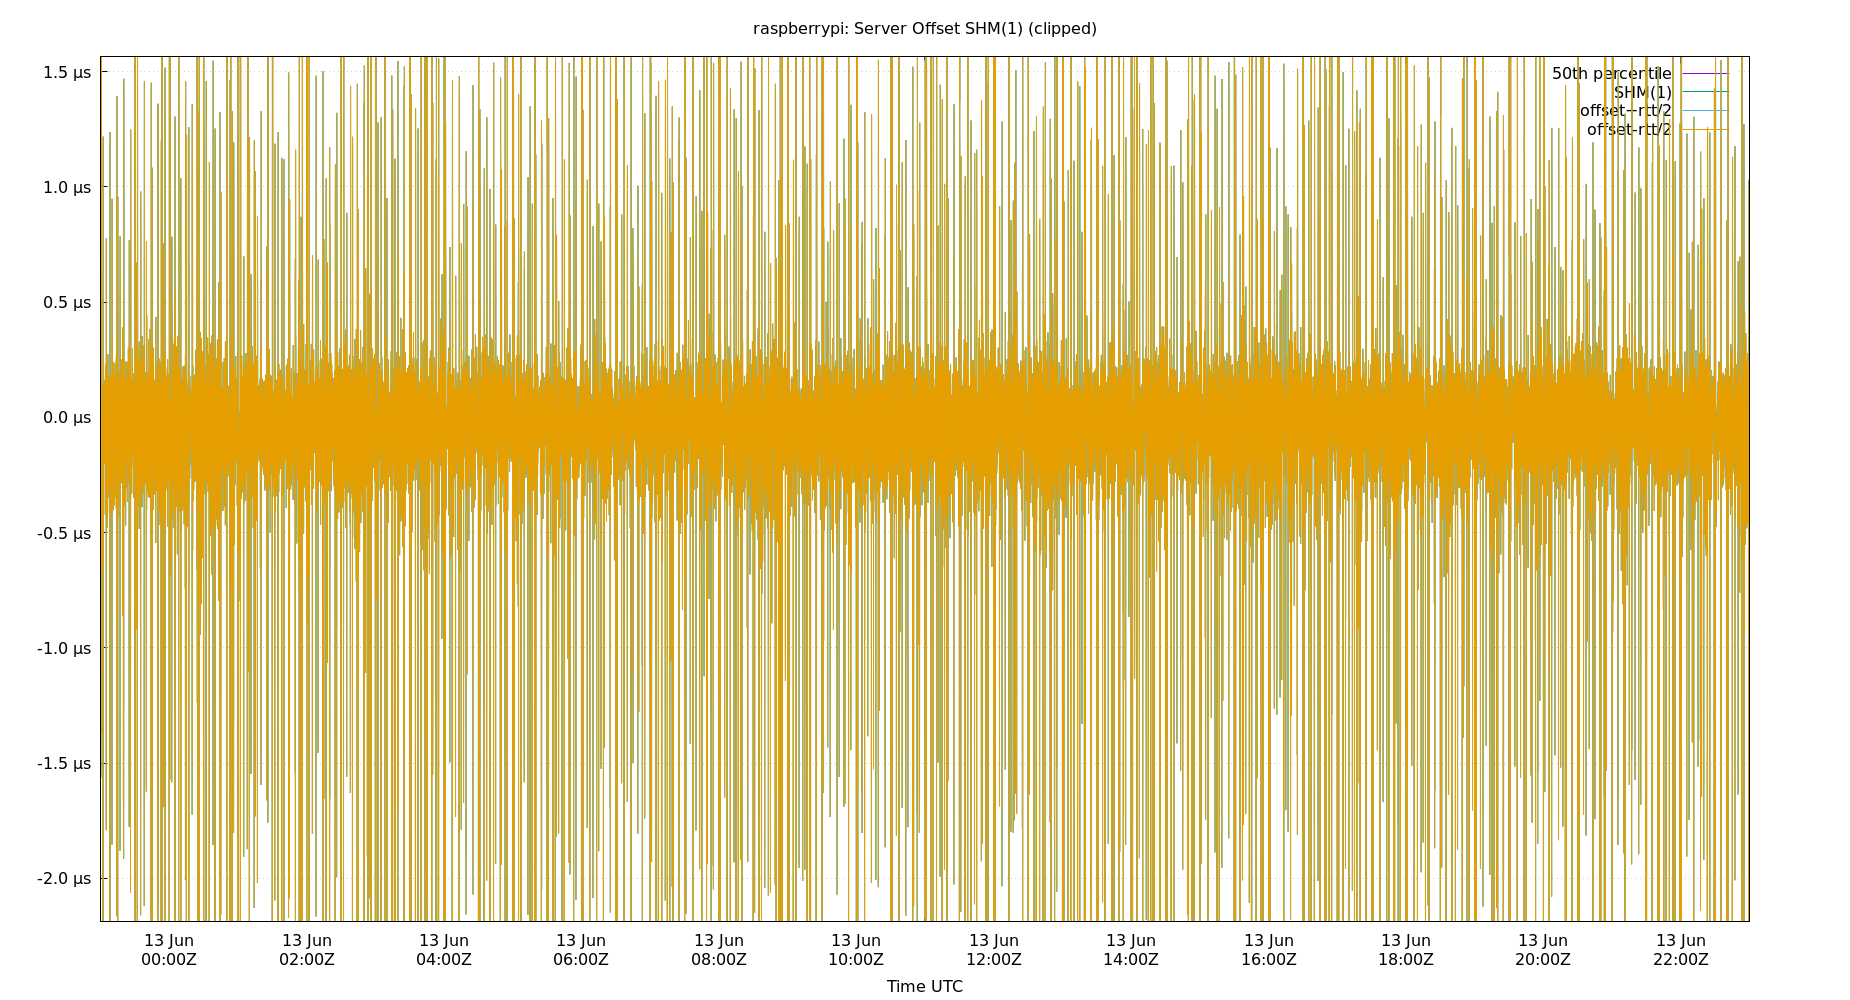 raspberrypi: Server Offset SHM(1) (clipped)
1.5 µs
1.0 µs
0.5 µs
0.0 µs
-0.5 µs
-1.0 µs
-1.5 µs
-2.0 µs
50th percentile
SHM(1)
offset+-rtt/2
offset-rtt/2
13 Jun 13 Jun 13 Jun 13 Jun 13 Jun 13 Jun 13 Jun 13 Jun 13 Jun 13 Jun 13 Jun 13 Jun
00:00Z 02:00Z 04:00Z 06:00Z 08:00Z 10:00Z 12:00Z 14:00Z 16:00Z 18:00Z 20:00Z 22:00Z
Time UTC